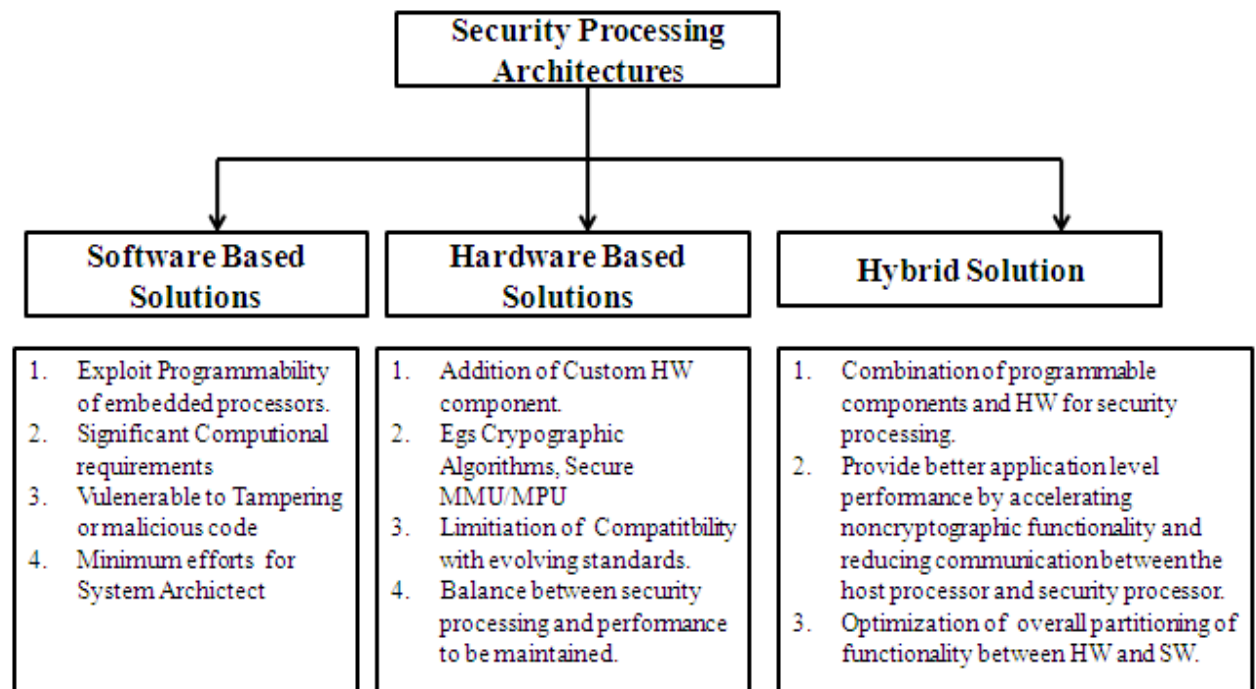 Security Processing
Architectures
Software Based
Solutions
Hardware Based
Solutions
Hybrid Solution
1. Exploit Programmability
of embedded processors.
2. Significant Computional
requirements
3. Vulenerable to Tampering
or malicious code
4. Minimum efforts for
System Archictect
1. Addition of Custom HW
component.
2. Egs Crypographic
Algorithms, Secure
MMU/MPU
3. Limitiation of Compatitbility
with evolving standards.
4. Balance between security
processing and performance
to be maintained.
1. Combination of programmable
components and HW for security
processing.
2. Provide better application level
performance by accelerating
noncryptographic functionality and
reducing communication between the
host processor and security processor.
3. Optimization of overall partitioning of
functionality between HW and SW.